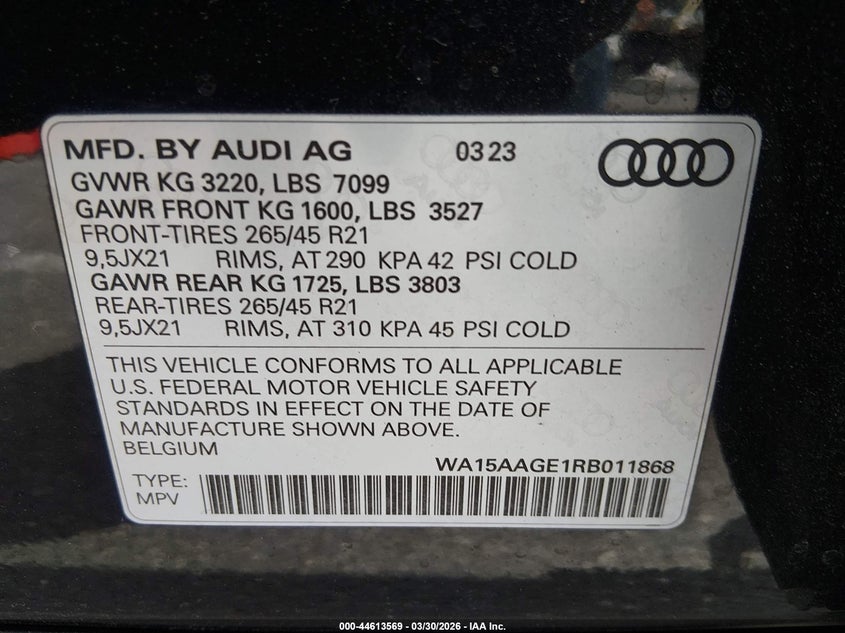 MFD. BY AUDI AG 03 23
GVWR KG 3220, LBS 7099
GAWR FRONT KG 1600, LBS 3527
FRONT-TIRES 265/45 R21
9,5JX21 RIMS, AT 290 KPA 42 PSI COLD
GAWR REAR KG 1725, LBS 3803
REAR-TIRES 265/45 R21
9,5JX21 RIMS, AT 310 KPA 45 PSI COLD
THIS VEHICLE CONFORMS TO ALL APPLICABLE
U.S. FEDERAL MOTOR VEHICLE SAFETY
STANDARDS IN EFFECT ON THE DATE OF
MANUFACTURE SHOWN ABOVE.
BELGIUM
WA15AAGE1RB011868
TYPE:
MPV
000-44613569 - 03/30/2026 - IAA Inc.